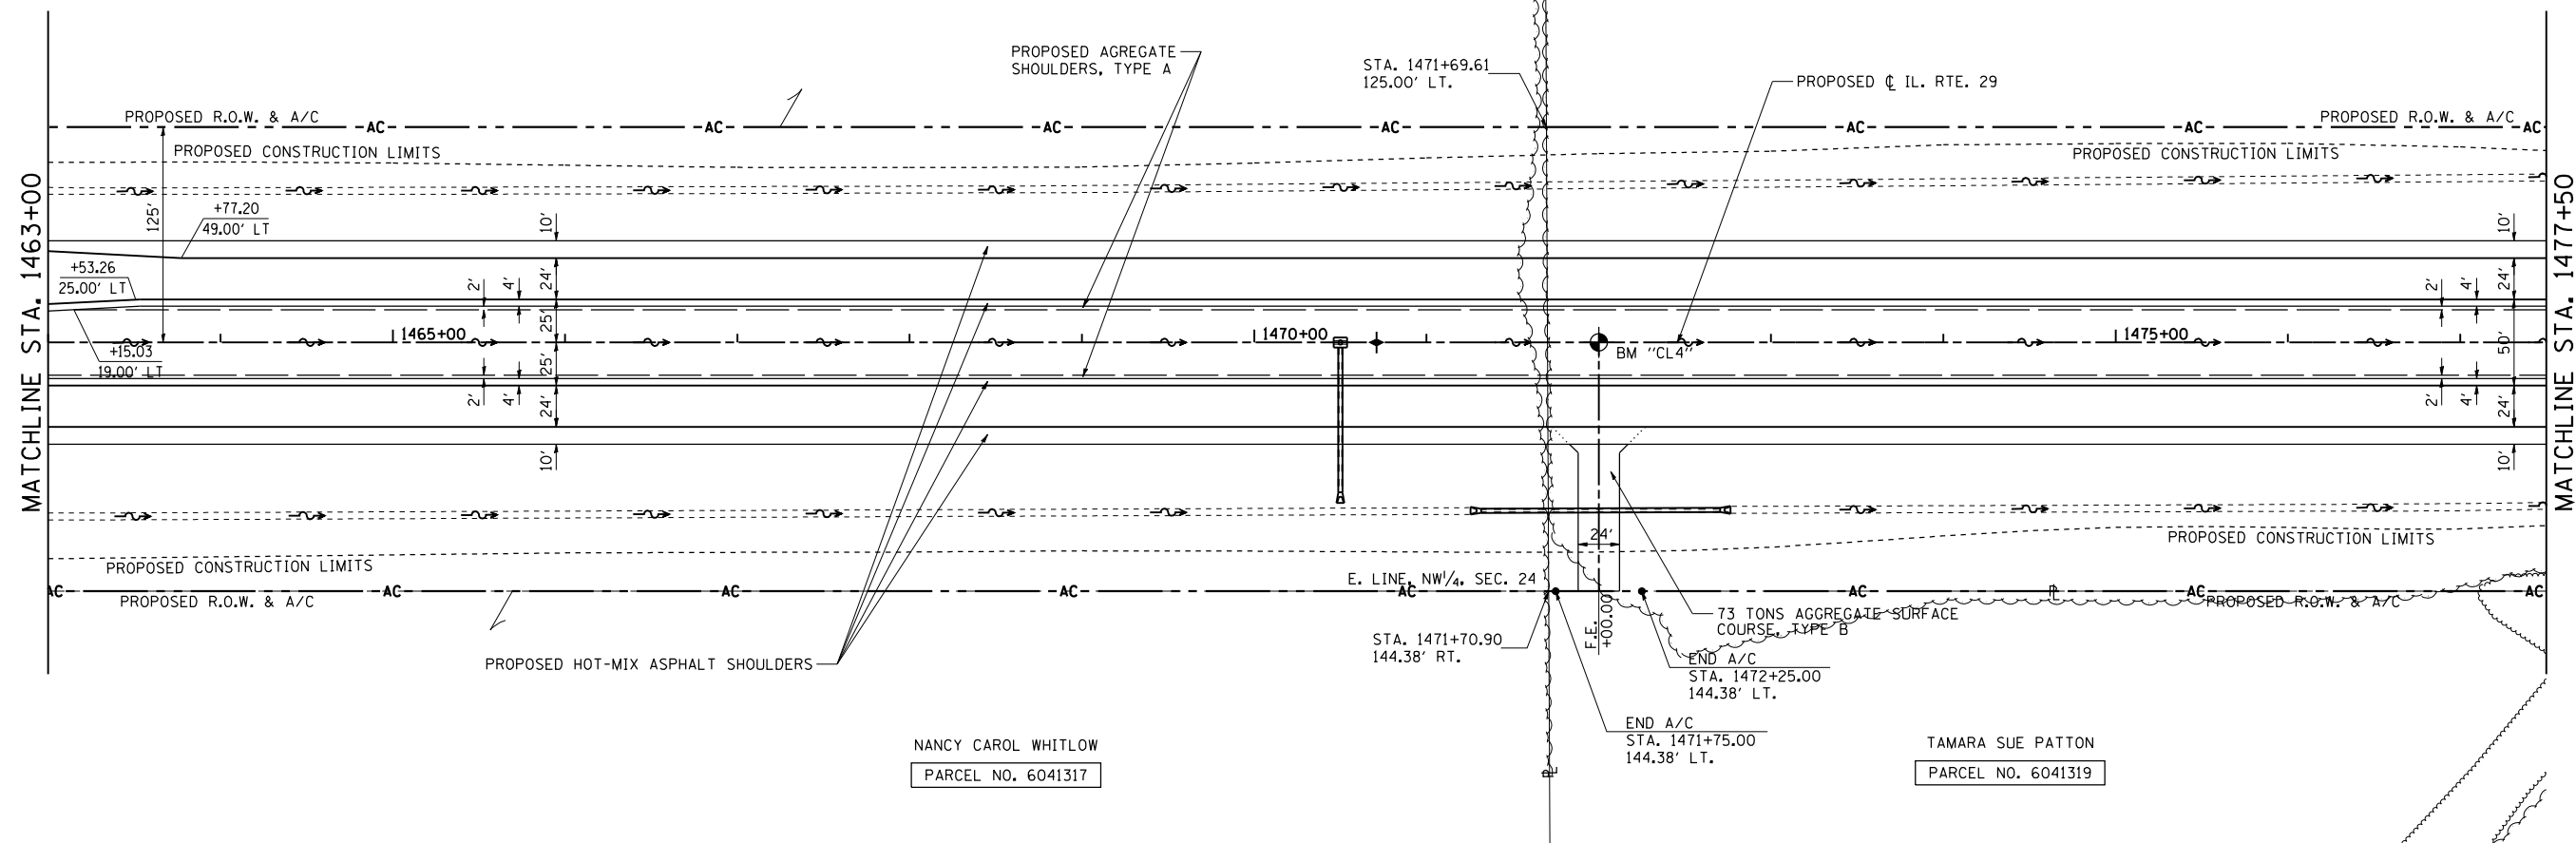 PROPOSED AGREGATE
SHOULDERS, TYPE A
STA. 1471+69.61
125.00' LT.
PROPOSED ℄ IL. RTE. 29
PROPOSED R.O.W. & A/C
PROPOSED R.O.W. & A/C
AC
AC
AC
AC
AC
AC
AC
PROPOSED CONSTRUCTION LIMITS
PROPOSED CONSTRUCTION LIMITS
MATCHLINE STA. 1463+00
MATCHLINE STA. 1477+50
125'
+77.20
49.00' LT
+53.26
25.00' LT
+15.03
19.00' LT
10'
24'
25'
25'
24'
10'
2'
4'
2'
4'
1465+00
1470+00
1475+00
BM "CL4"
10'
24'
50'
24'
10'
2'
4'
2'
4'
24'
PROPOSED CONSTRUCTION LIMITS
PROPOSED CONSTRUCTION LIMITS
E. LINE, NW¼, SEC. 24
AC
AC
AC
AC
AC
AC
AC
AC
℄
PROPOSED R.O.W. & A/C
PROPOSED R.O.W. & A/C
F.E.
+00.00
73 TONS AGGREGATE SURFACE
COURSE, TYPE B
STA. 1471+70.90
144.38' RT.
PROPOSED HOT-MIX ASPHALT SHOULDERS
END A/C
STA. 1472+25.00
144.38' LT.
END A/C
STA. 1471+75.00
144.38' LT.
NANCY CAROL WHITLOW
PARCEL NO. 6041317
TAMARA SUE PATTON
PARCEL NO. 6041319